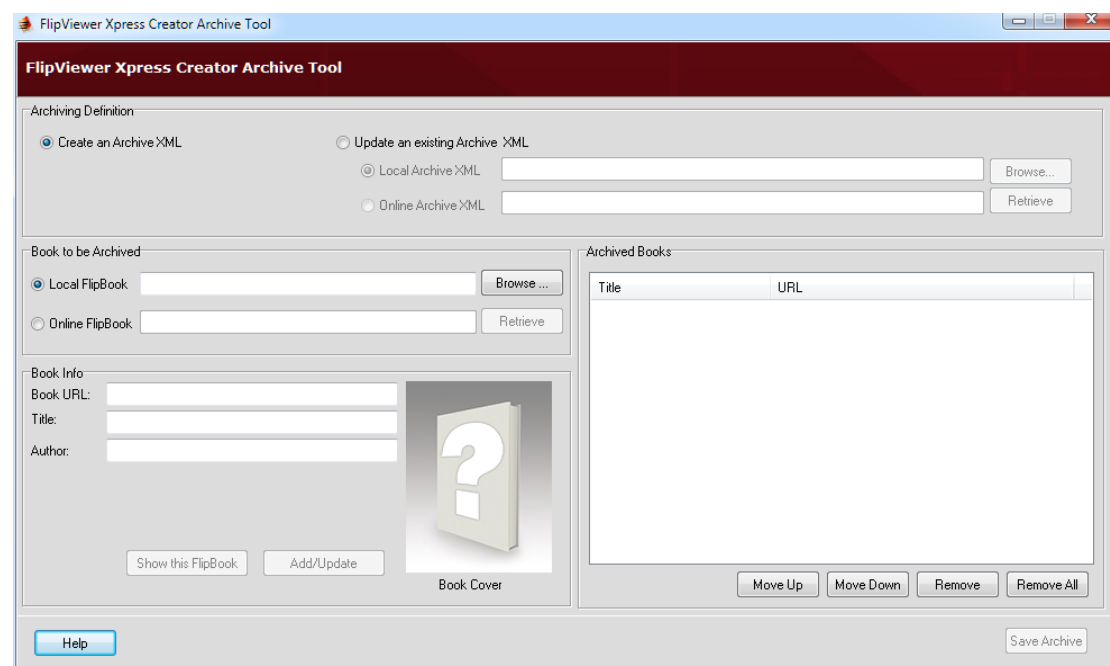 FlipViewer Xpress Creator Archive Tool
FlipViewer Xpress Creator Archive Tool
Archiving Definition
Create an Archive XML
Update an existing Archive XML
Local Archive XML
Browse...
Online Archive XML
Retrieve
Book to be Archived
Local FlipBook
Browse ...
Online FlipBook
Retrieve
Book Info
Book URL:
Title:
Author:
?
Show this FlipBook
Add/Update
Book Cover
Archived Books
Title URL
Move Up
Move Down
Remove
Remove All
Help
Save Archive